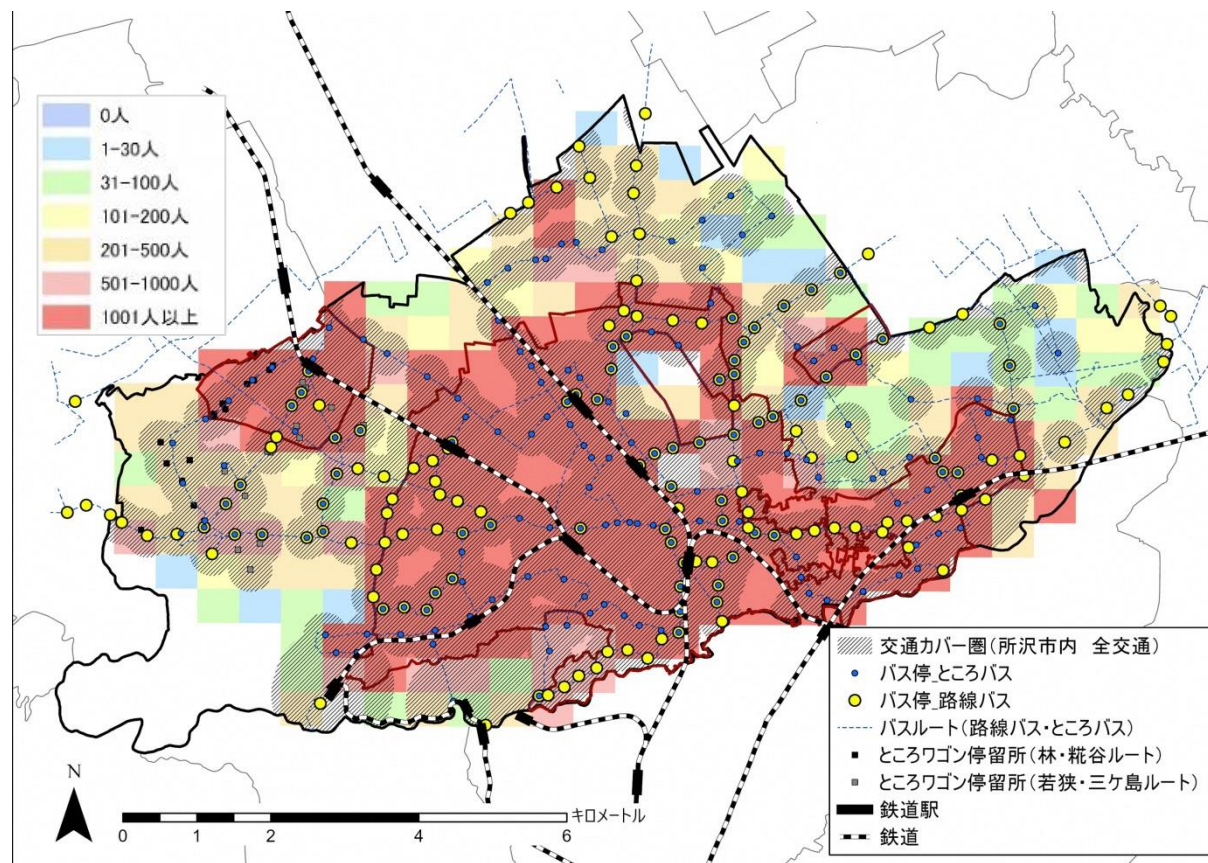 0人
1-30人
31-100人
101-200人
201-500人
501-1000人
1001人以上
交通カバー圏(所沢市内 全交通)
バス停_ところバス
バス停_路線バス
バスルート(路線バス・ところバス)
ところワゴン停留所(林・糀谷ルート)
ところワゴン停留所(若狭・三ケ島ルート)
鉄道駅
鉄道
N
キロメートル
0 1 2 4 6